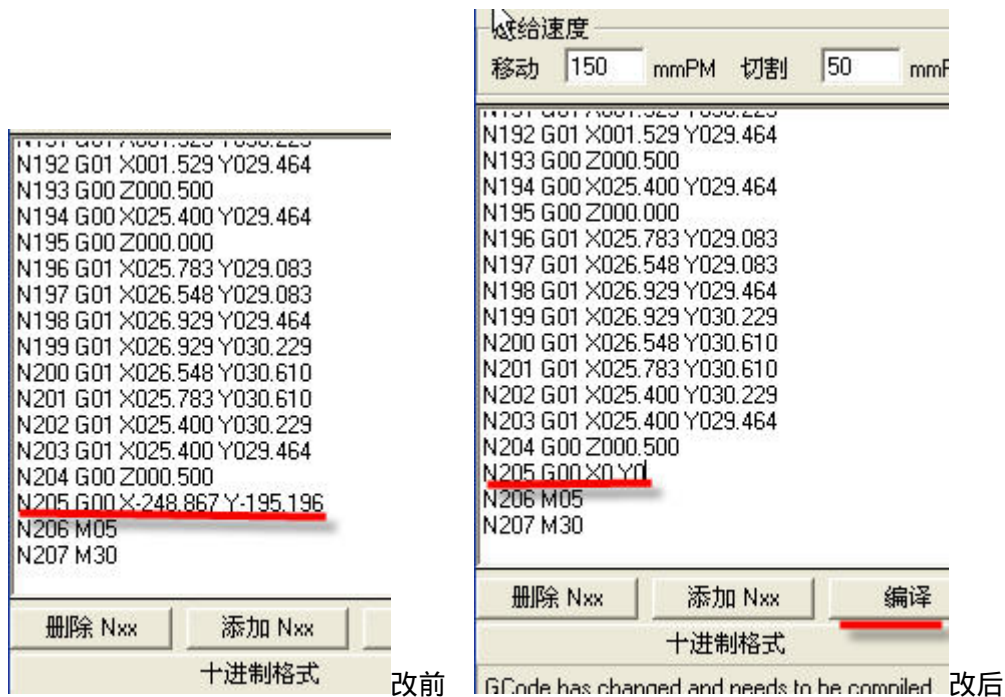 N192 G01 X001.529 Y029.464
N193 G00 Z000.500
N194 G00 X025.400 Y029.464
N195 G00 Z000.000
N196 G01 X025.783 Y029.083
N197 G01 X026.548 Y029.083
N198 G01 X026.929 Y029.464
N199 G01 X026.929 Y030.229
N200 G01 X026.548 Y030.610
N201 G01 X025.783 Y030.610
N202 G01 X025.400 Y030.229
N203 G01 X025.400 Y029.464
N204 G00 Z000.500
N205 G00 X-248.867 Y-195.196
N206 M05
N207 M30
删除 Nxx 添加 Nxx
十进制格式
改前
给速度
移动 150 mmPM 切割 50 mm
N192 G01 X001.529 Y029.464
N193 G00 Z000.500
N194 G00 X025.400 Y029.464
N195 G00 Z000.000
N196 G01 X025.783 Y029.083
N197 G01 X026.548 Y029.083
N198 G01 X026.929 Y029.464
N199 G01 X026.929 Y030.229
N200 G01 X026.548 Y030.610
N201 G01 X025.783 Y030.610
N202 G01 X025.400 Y030.229
N203 G01 X025.400 Y029.464
N204 G00 Z000.500
N205 G00 X0 Y0
N206 M05
N207 M30
删除 Nxx 添加 Nxx 编译
十进制格式
GCode has changed and needs to be compiled
改后